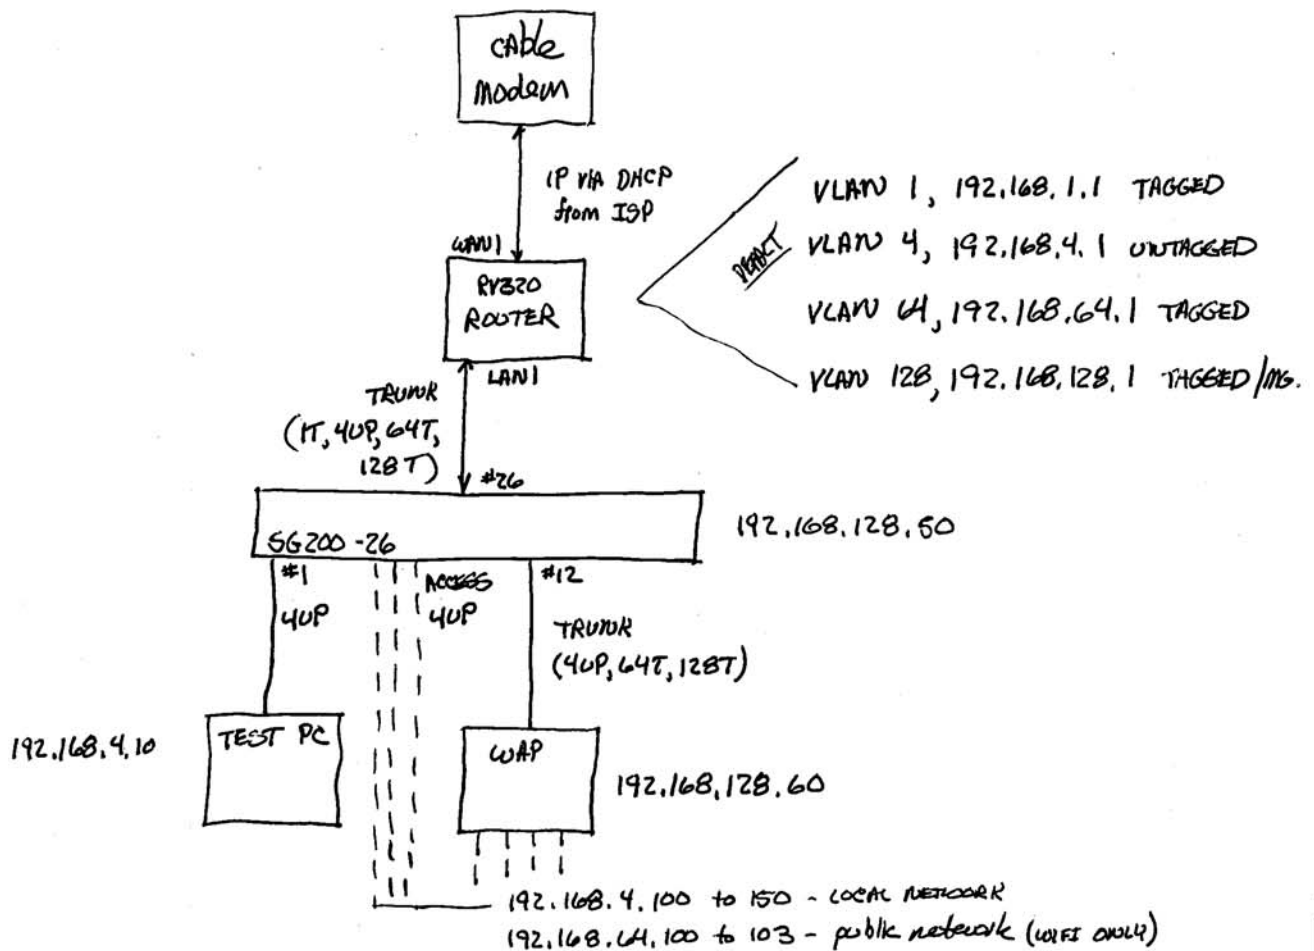 CAble
Modem
IP VIA DHCP
from ISP
WAN1
RV320
ROUTER
LAN1
VLAN 1, 192.168.1.1 TAGGED
VLAN 4, 192.168.4.1 UNTAGGED
VLAN 64, 192.168.64.1 TAGGED
VLAN 128, 192.168.128.1 TAGGED/MG.
TRUNK
(1T, 4UP, 64T,
128T)
#26
SG200-26
192.168.128.50
#1
4UP
ACCESS
4UP
#12
TRUNK
(4UP, 64T, 128T)
TEST PC
192.168.4.10
WAP
192.168.128.60
192.168.4.100 to 150 - LOCAL NETWORK
192.168.64.100 to 103 - public network (WIFI ONLY)